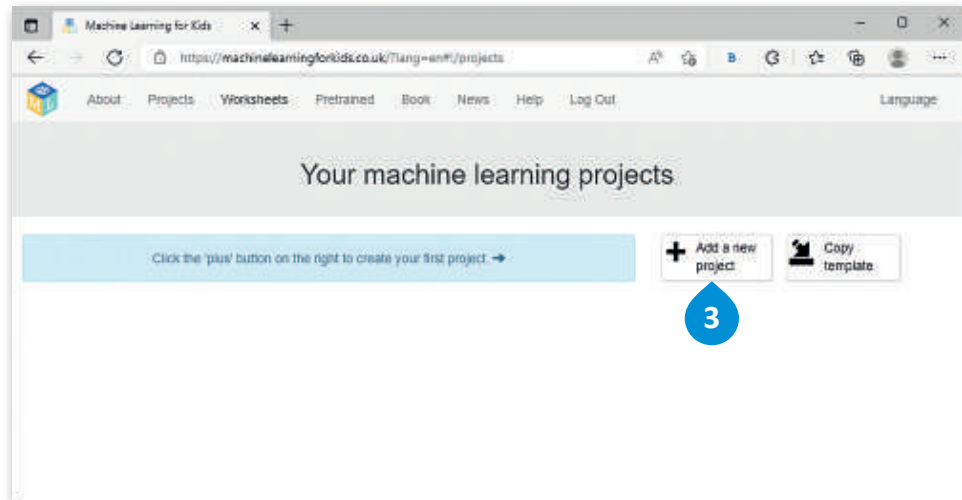 Machine Learning for Kids
https://machinelearningforkids.co.uk/?lang=en#!/projects
About Projects Worksheets Pretrained Book News Help Log Out Language
Your machine learning projects
Click the 'plus' button on the right to create your first project ➔
Add a new
project
Copy
template
3